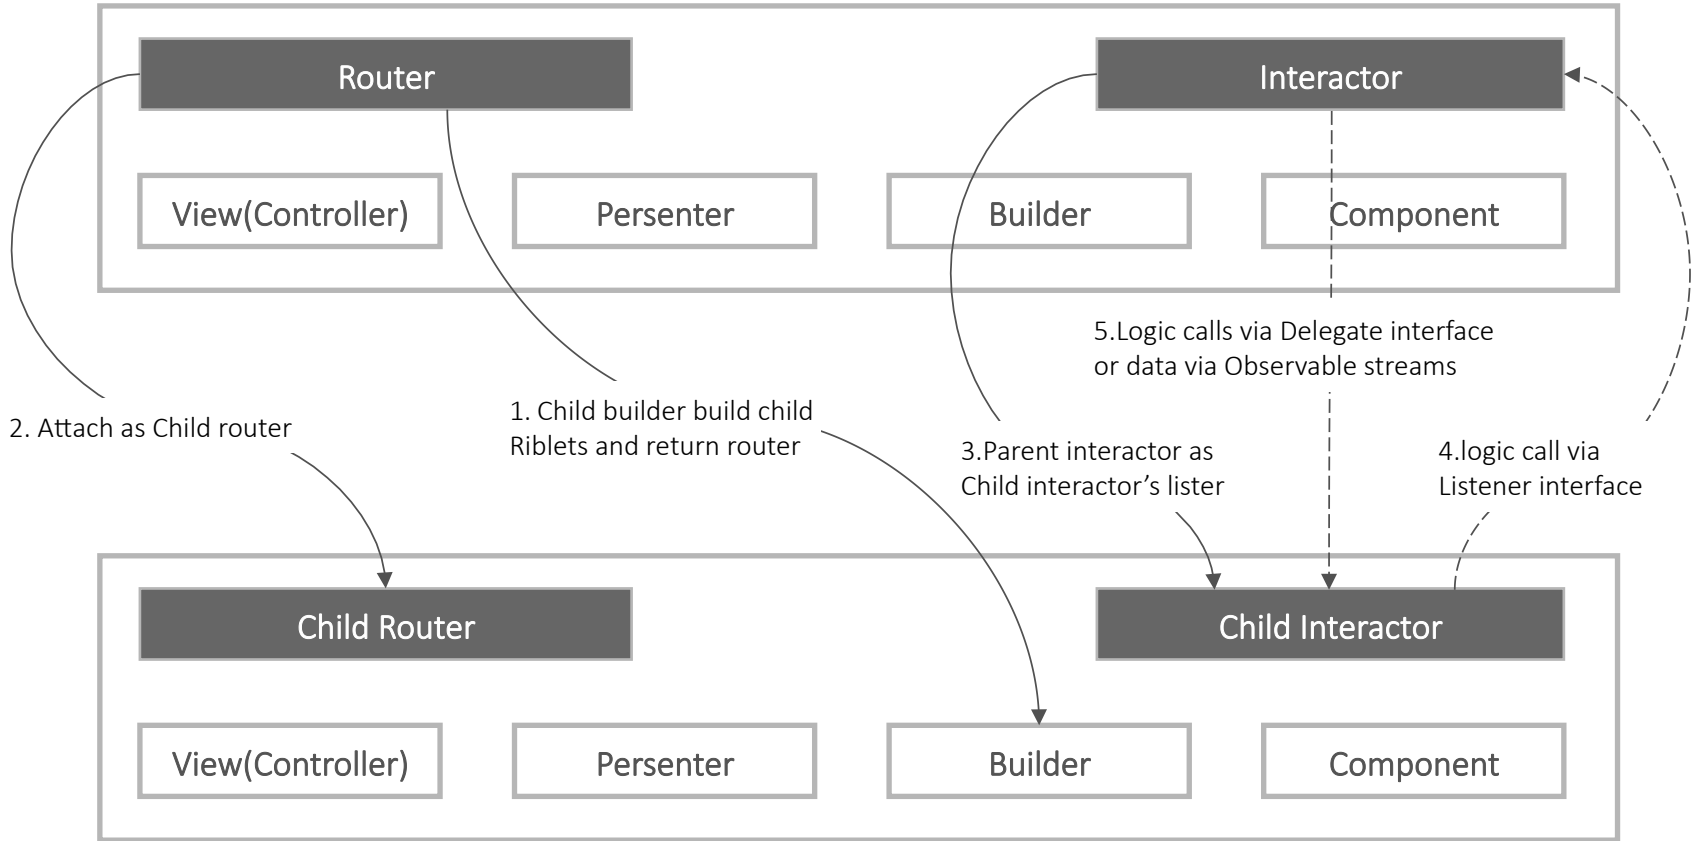 Router
Interactor
View(Controller)
Persenter
Builder
Component
5.Logic calls via Delegate interface
or data via Observable streams
2. Attach as Child router
1. Child builder build child
Riblets and return router
3.Parent interactor as
Child interactor’s lister
4.logic call via
Listener interface
Child Router
Child Interactor
View(Controller)
Persenter
Builder
Component